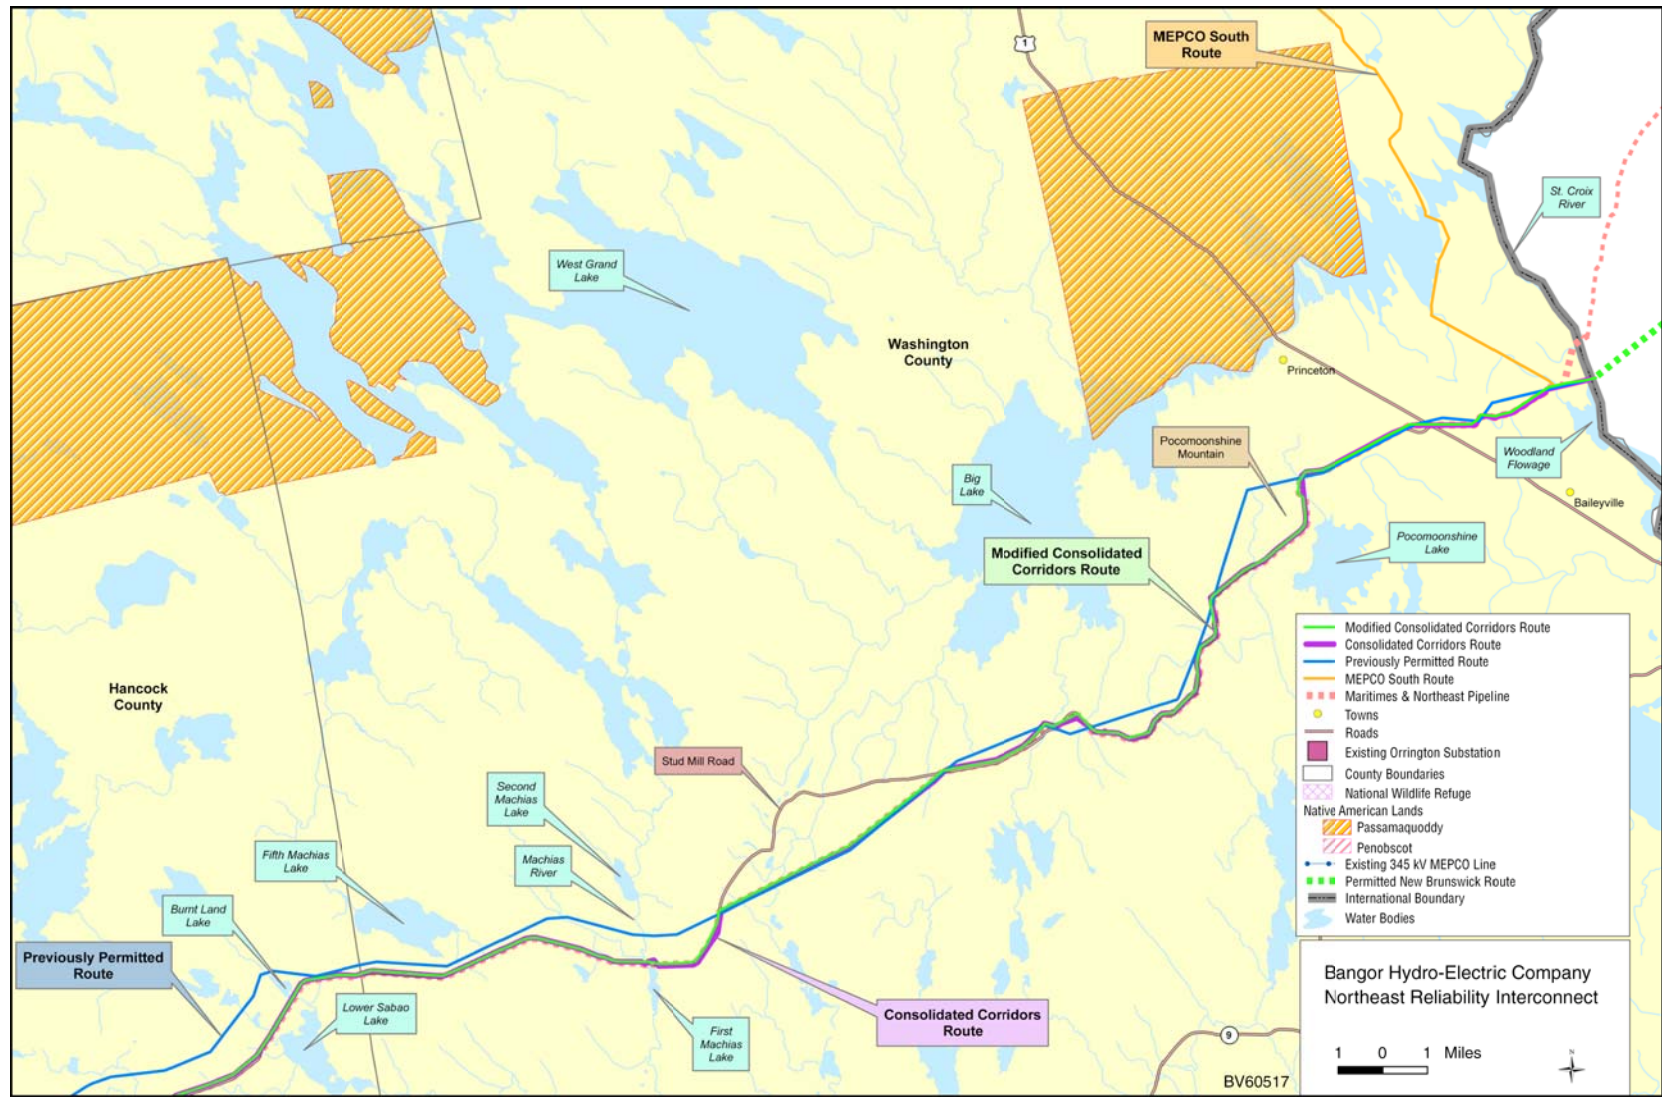 MEPCO South
Route
1
St. Croix
River
West Grand
Lake
Washington
County
Princeton
Pocomoonshine
Mountain
Woodland
Flowage
Big
Lake
Baileyville
Pocomoonshine
Lake
Modified Consolidated
Corridors Route
Hancock
County
Stud Mill Road
Second
Machias
Lake
Machias
River
Fifth Machias
Lake
Burnt Land
Lake
Previously Permitted
Route
Lower Sabao
Lake
First
Machias
Lake
Consolidated Corridors
Route
9
BV60517
Modified Consolidated Corridors Route
Consolidated Corridors Route
Previously Permitted Route
MEPCO South Route
Maritimes & Northeast Pipeline
Towns
Roads
Existing Orrington Substation
County Boundaries
National Wildlife Refuge
Native American Lands
Passamaquoddy
Penobscot
Existing 345 kV MEPCO Line
Permitted New Brunswick Route
International Boundary
Water Bodies
Bangor Hydro-Electric Company
Northeast Reliability Interconnect
1 0 1 Miles
N